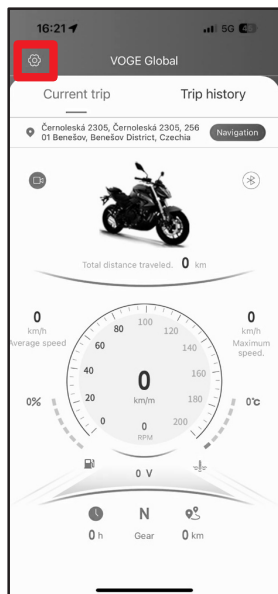 16:21 5G
VOGE Global
Current trip Trip history
Černoleská 2305, Černoleská 2305, 256
01 Benešov, Benešov District, Czechia
Navigation
Total distance traveled. 0 km
0
km/h
Average speed
0
km/h
Maximum
speed.
0 20 40 60 80 100 120 140 160 180 200
0
km/m
0
RPM
0%
0°C
0 V
N
0 h Gear 0 km